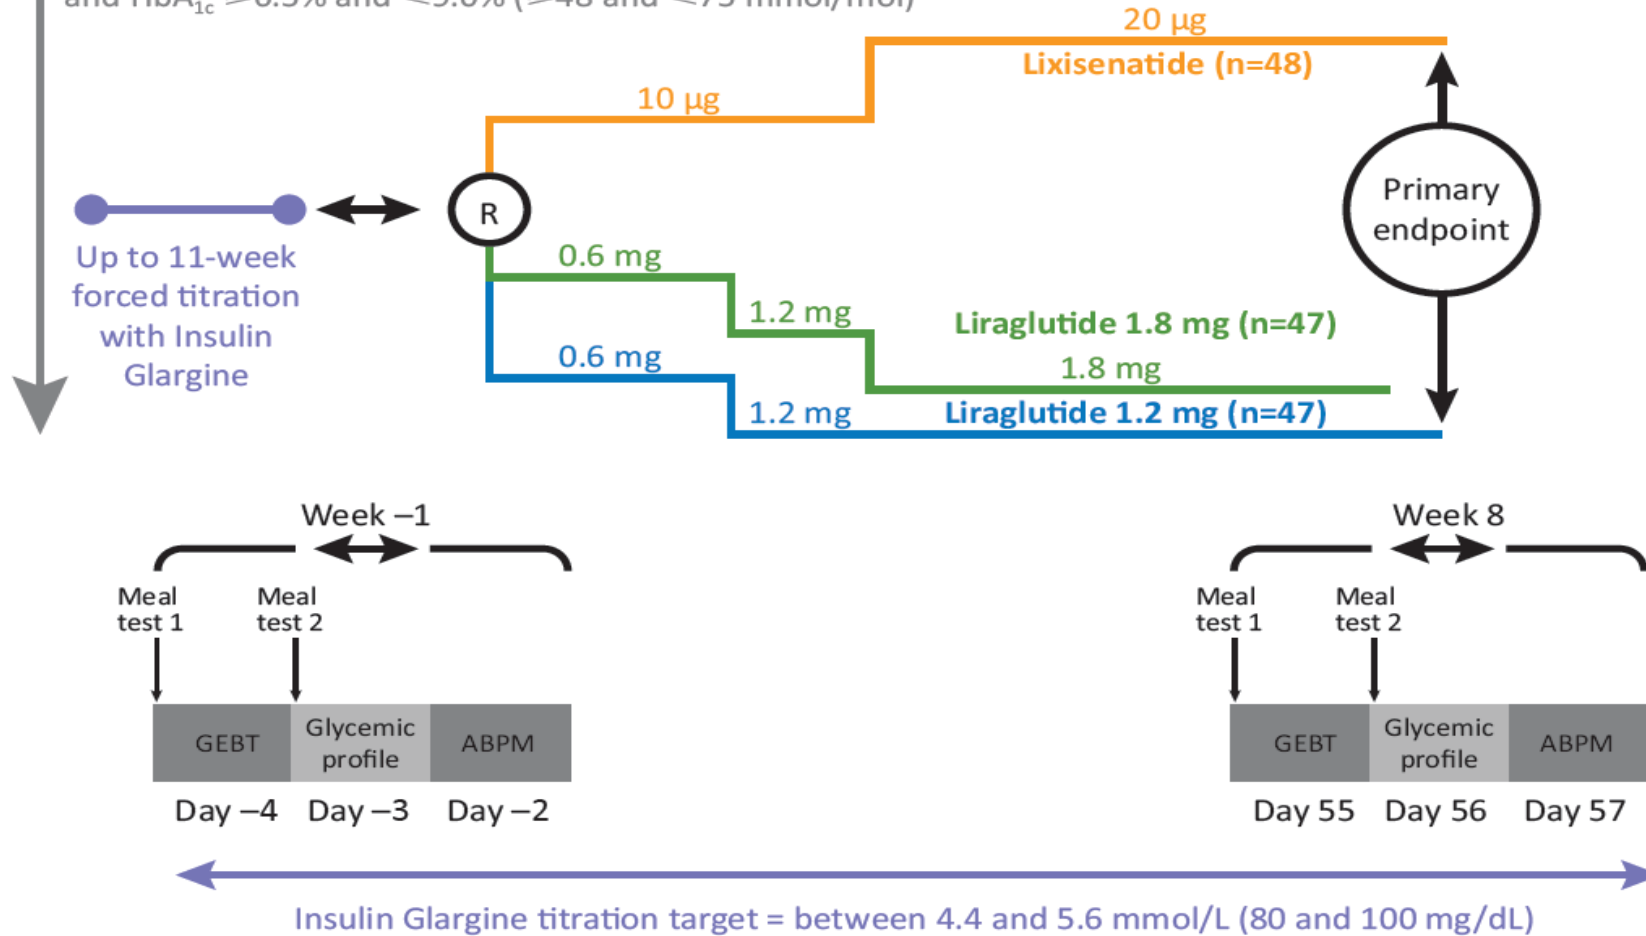 20 µg
Lixisenatide (n=48)
10 µg
R
Primary
endpoint
Up to 11-week
forced titration
with Insulin
Glargine
0.6 mg
1.2 mg
Liraglutide 1.8 mg (n=47)
1.8 mg
0.6 mg
1.2 mg
Liraglutide 1.2 mg (n=47)
Week –1
Meal
test 1
Meal
test 2
GEBT
Glycemic
profile
ABPM
Day –4
Day –3
Day –2
Week 8
Meal
test 1
Meal
test 2
GEBT
Glycemic
profile
ABPM
Day 55
Day 56
Day 57
Insulin Glargine titration target = between 4.4 and 5.6 mmol/L (80 and 100 mg/dL)